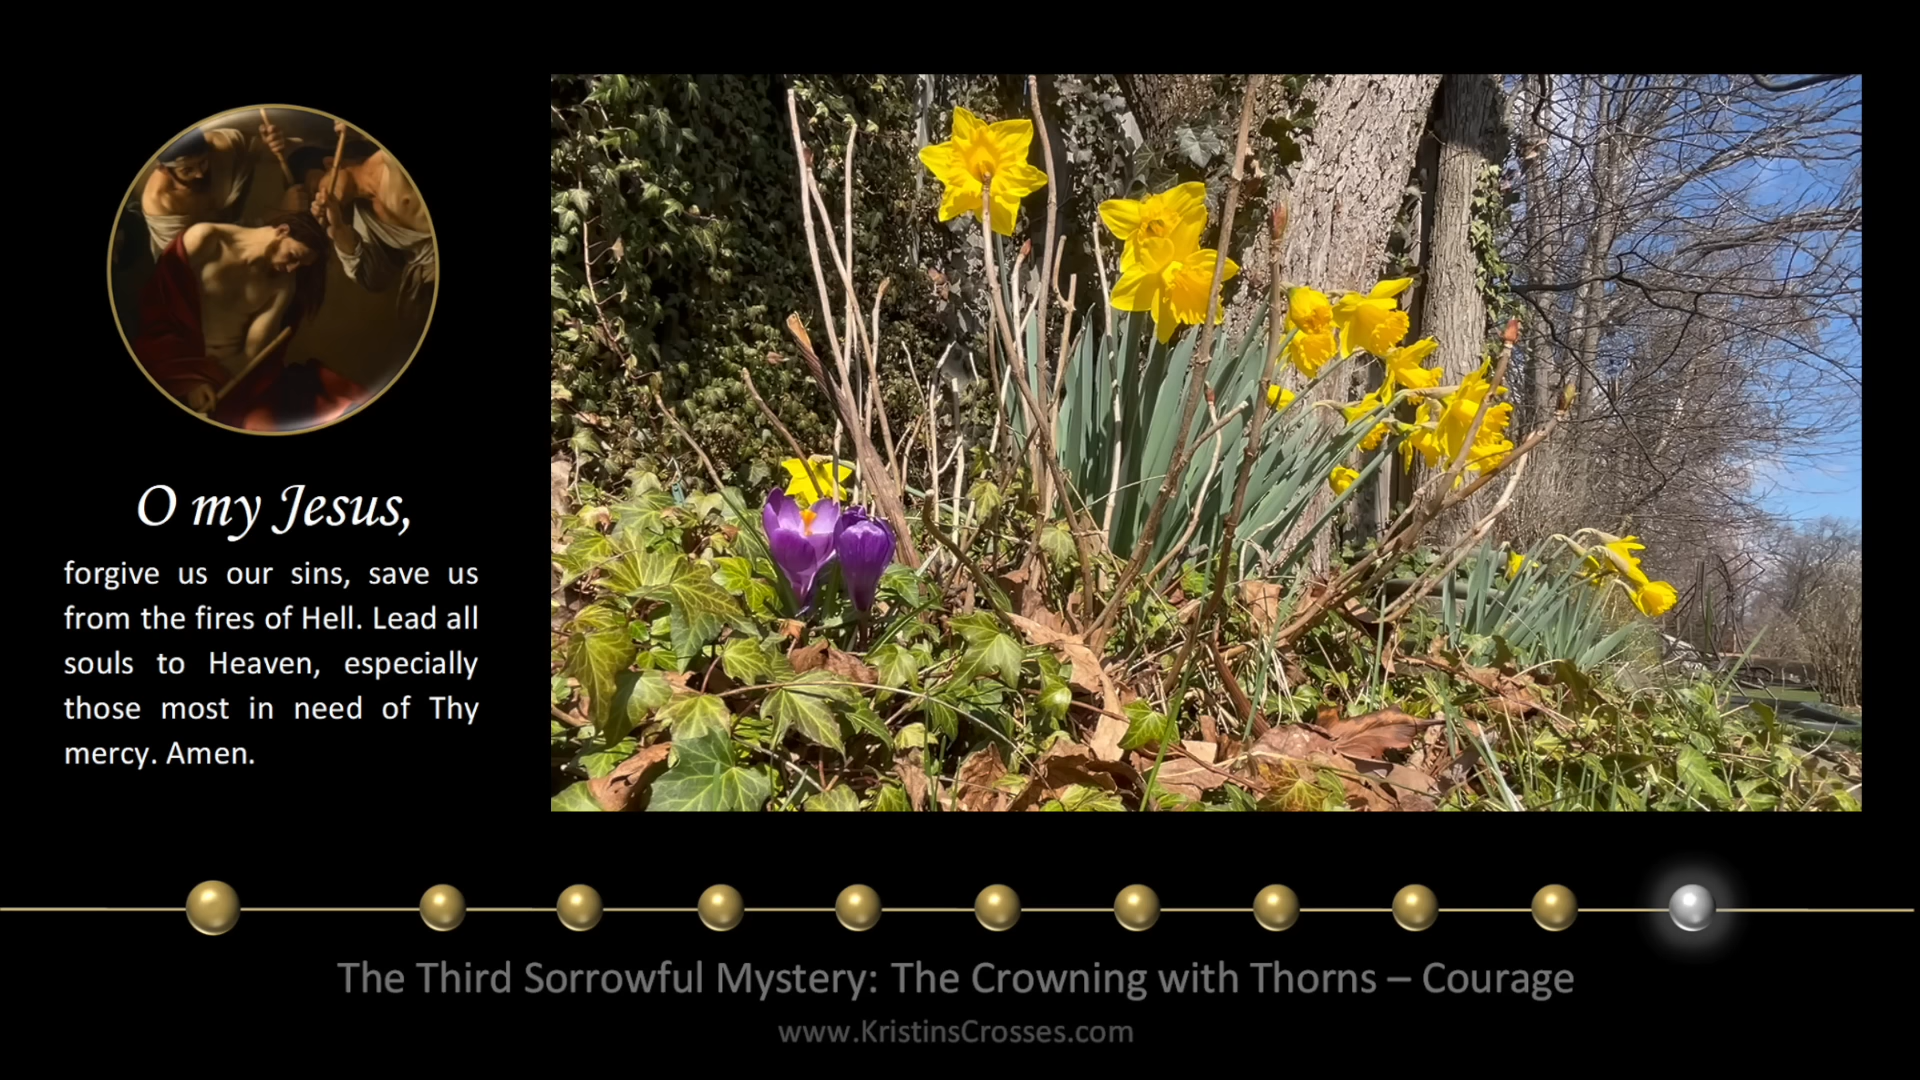 O my Jesus,
forgive us our sins, save us
from the fires of Hell. Lead all
souls to Heaven, especially
those most in need of Thy
mercy. Amen.
The Third Sorrowful Mystery: The Crowning with Thorns – Courage
www.KristinsCrosses.com